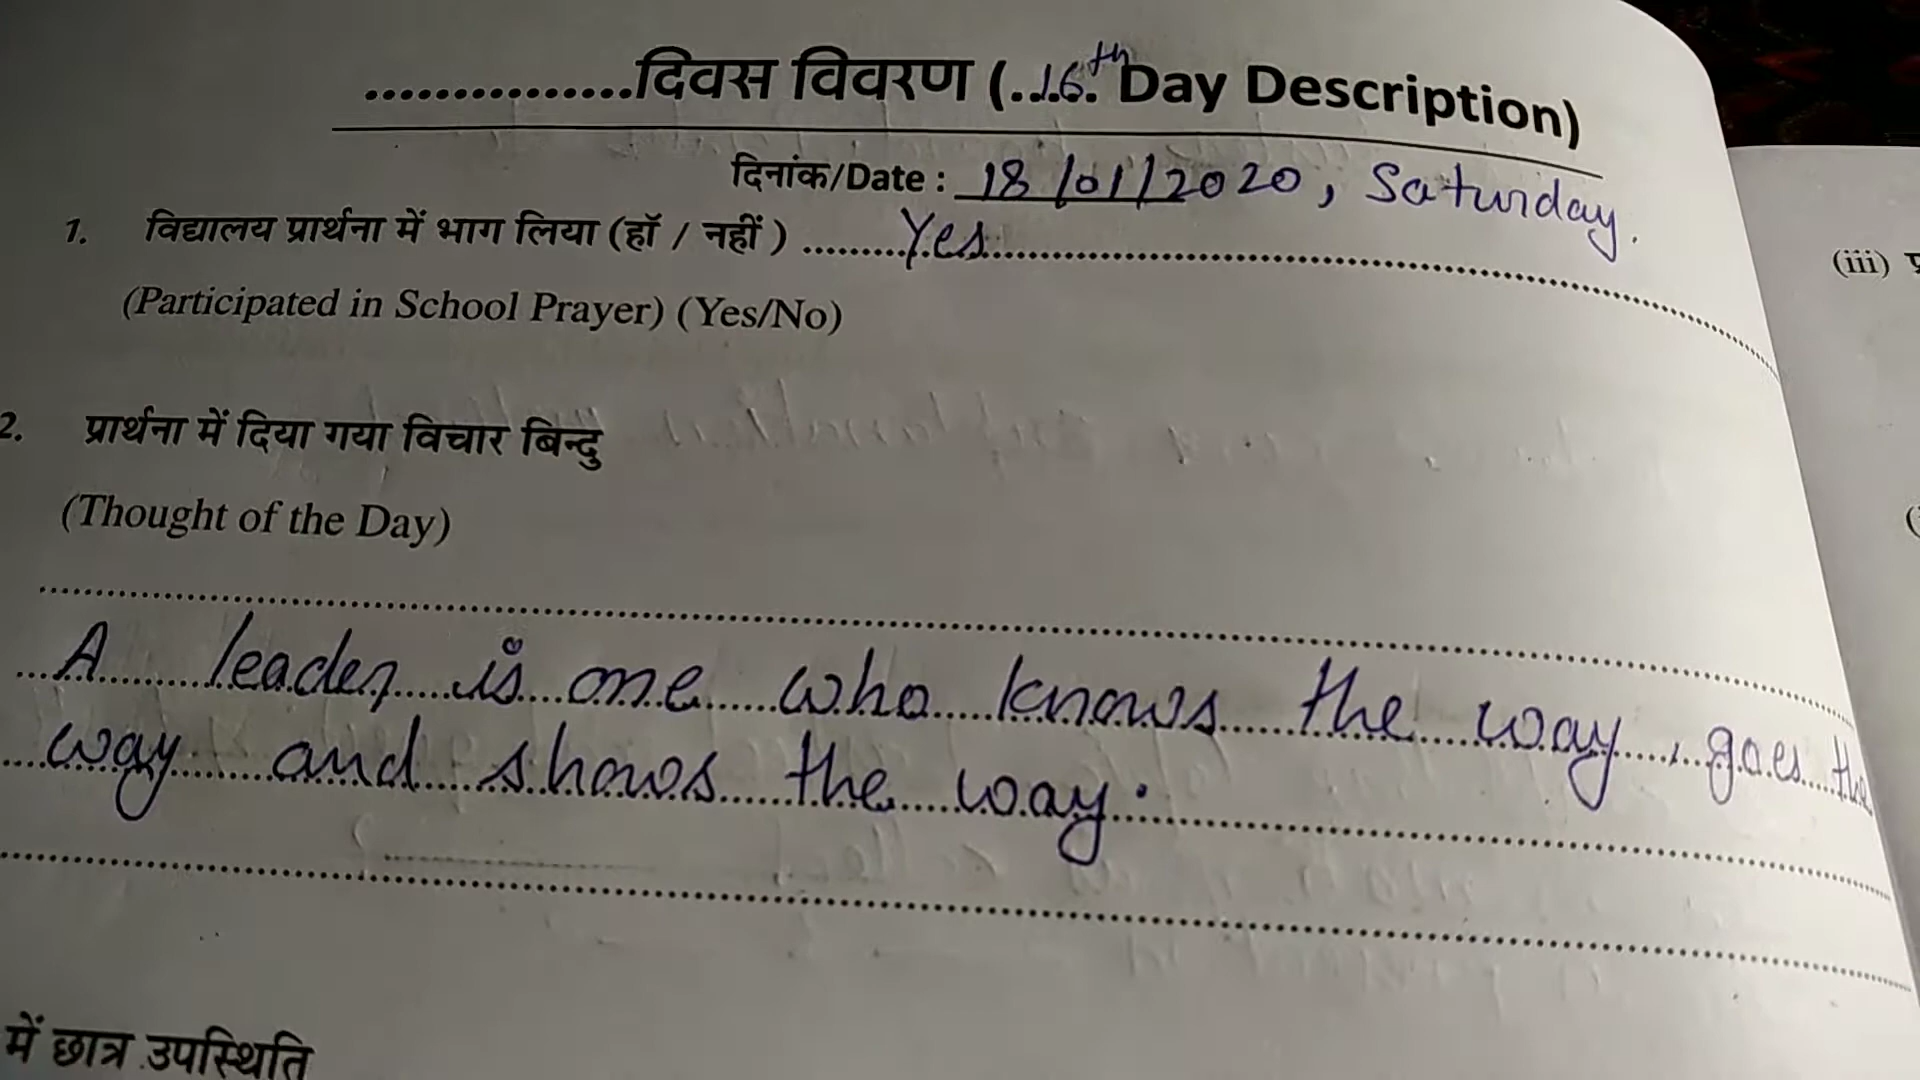 ...............दिवस विवरण (..16th.. Day Description)
दिनांक/Date : 18/01/2020, Saturday.
1. विद्यालय प्रार्थना में भाग लिया (हॉ / नहीं ) ........Yes........
(Participated in School Prayer) (Yes/No)
(iii)
2. प्रार्थना में दिया गया विचार बिन्दु
(Thought of the Day)
A leader is one who knows the way, goes the
way and shows the way.
में छात्र उपस्थिति